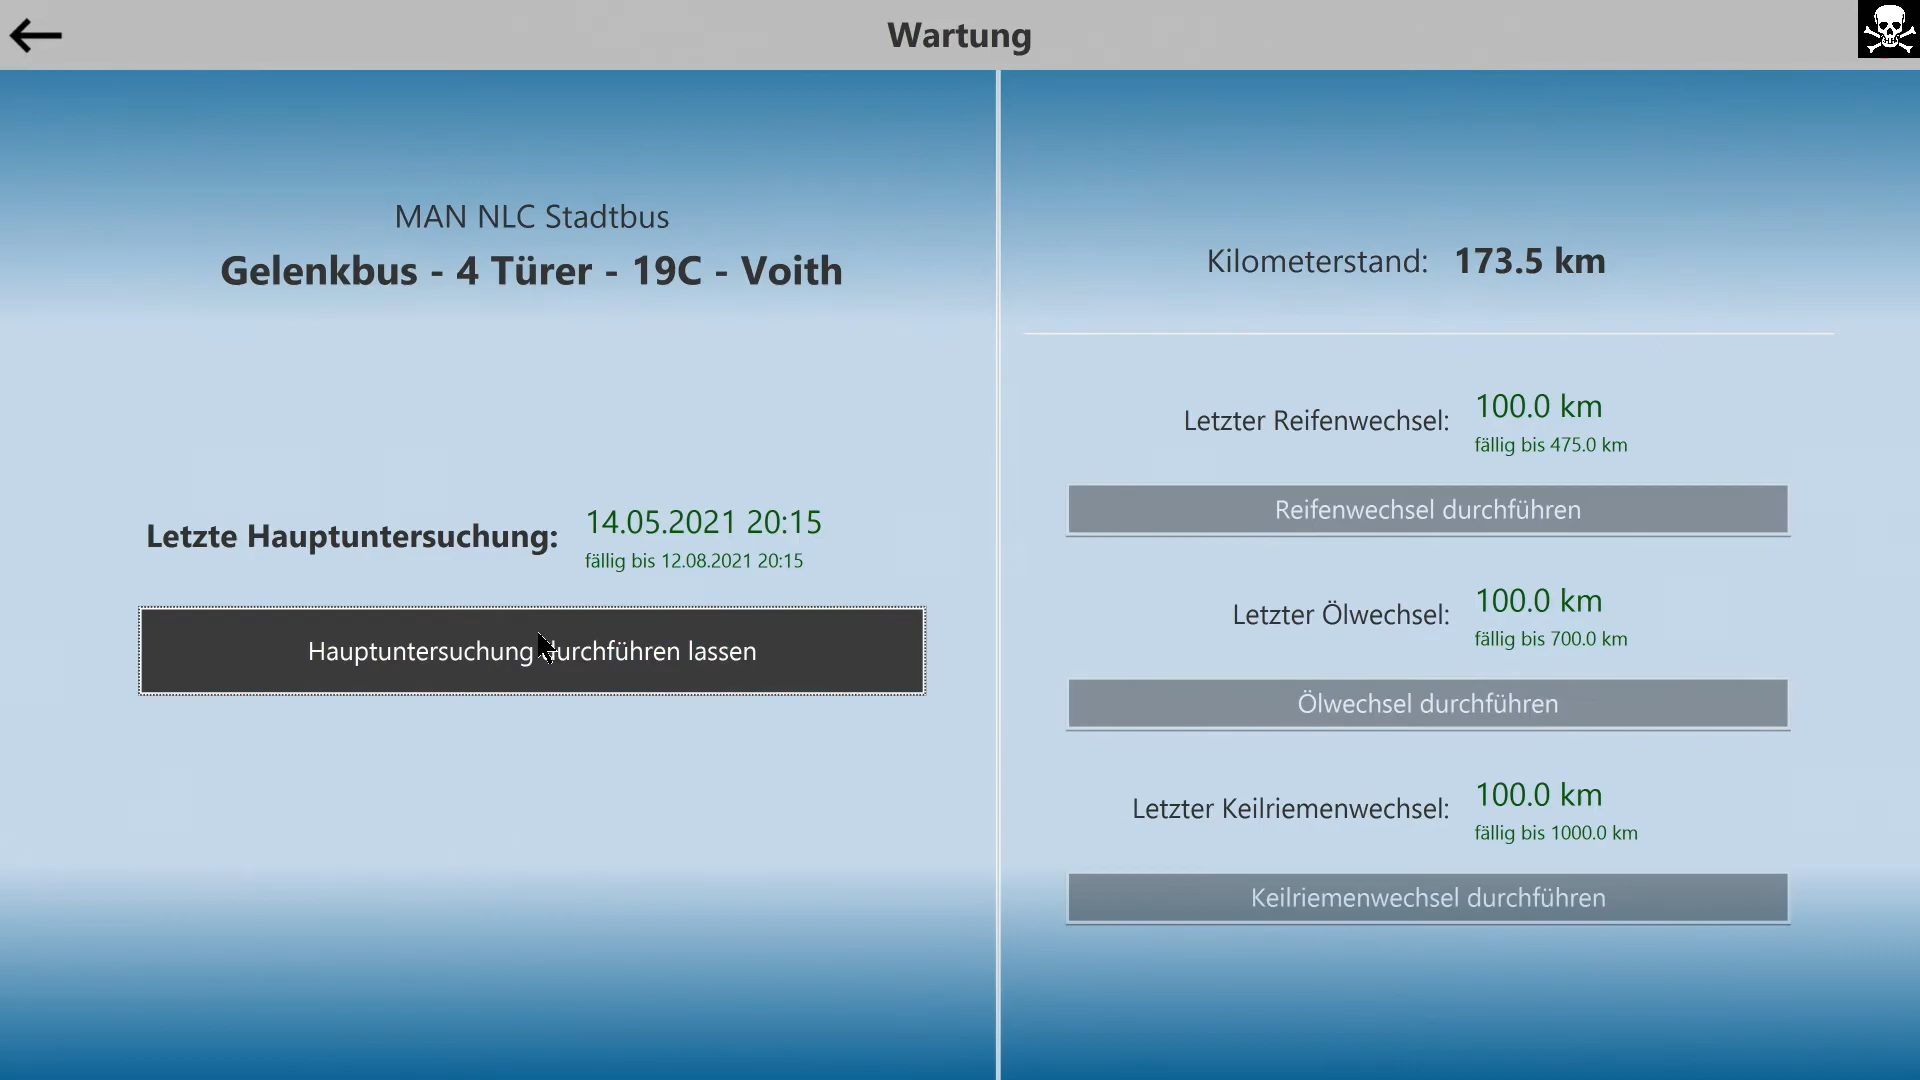 Wartung
MAN NLC Stadtbus
Gelenkbus - 4 Türer - 19C - Voith
Letzte Hauptuntersuchung:
14.05.2021 20:15
fällig bis 12.08.2021 20:15
Hauptuntersuchung durchführen lassen
Kilometerstand: 173.5 km
Letzter Reifenwechsel:
100.0 km
fällig bis 475.0 km
Reifenwechsel durchführen
Letzter Ölwechsel:
100.0 km
fällig bis 700.0 km
Ölwechsel durchführen
Letzter Keilriemenwechsel:
100.0 km
fällig bis 1000.0 km
Keilriemenwechsel durchführen